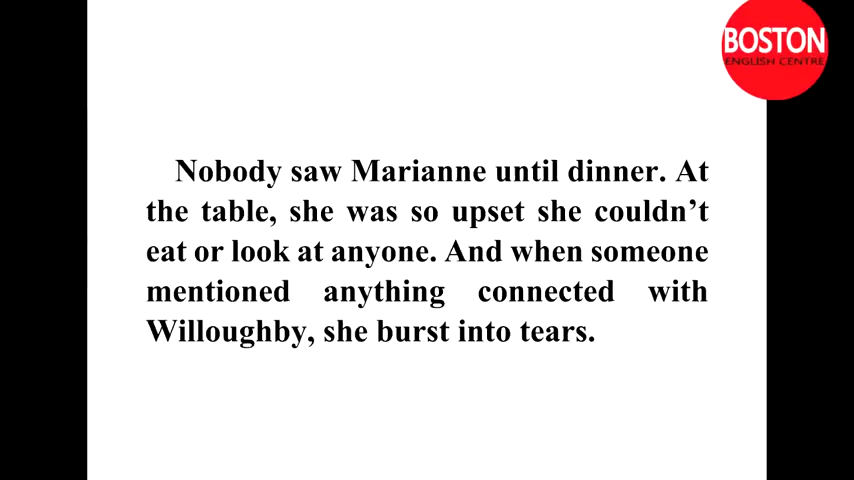 BOSTON
ENGLISH CENTRE
Nobody saw Marianne until dinner. At
the table, she was so upset she couldn’t
eat or look at anyone. And when someone
mentioned anything connected with
Willoughby, she burst into tears.